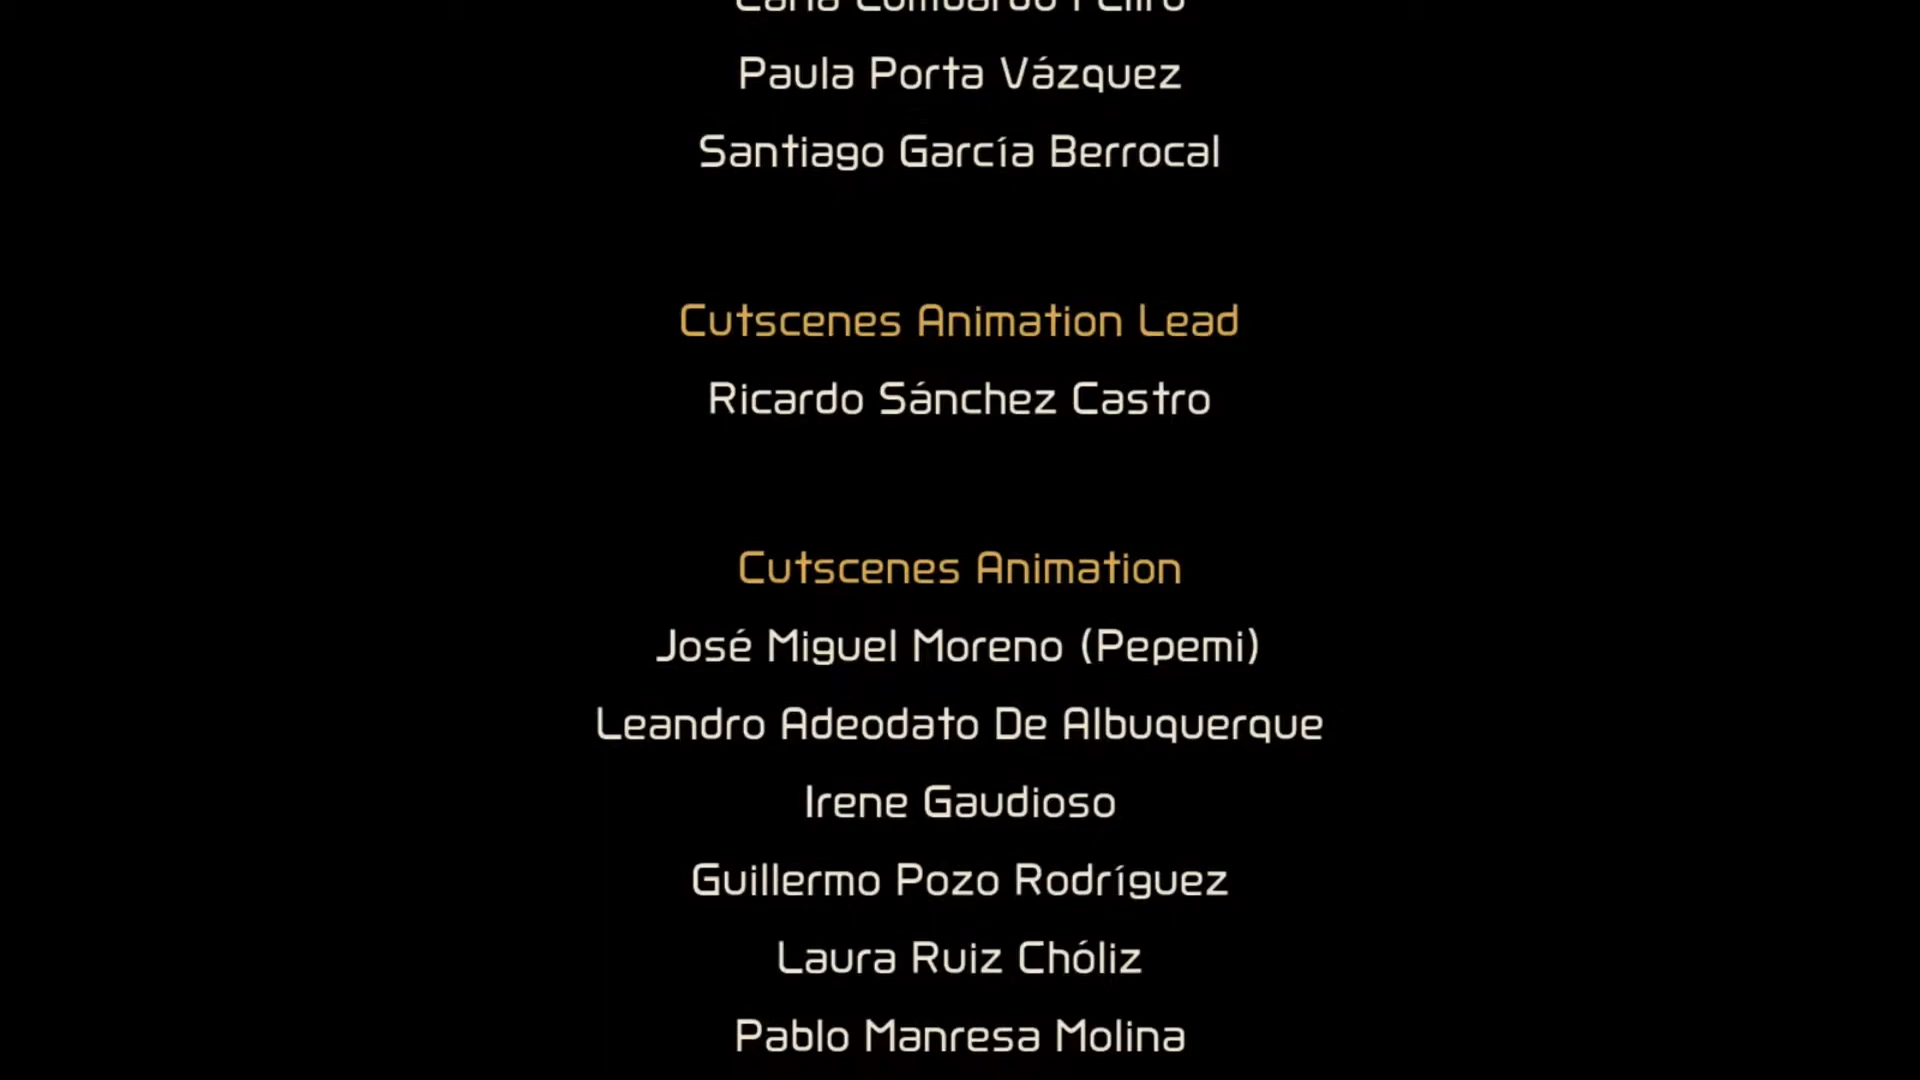 Paula Porta Vázquez
Santiago García Berrocal
Cutscenes Animation Lead
Ricardo Sánchez Castro
Cutscenes Animation
José Miguel Moreno (Pepemi)
Leandro Adeodato De Albuquerque
Irene Gaudioso
Guillermo Pozo Rodríguez
Laura Ruiz Chóliz
Pablo Manresa Molina